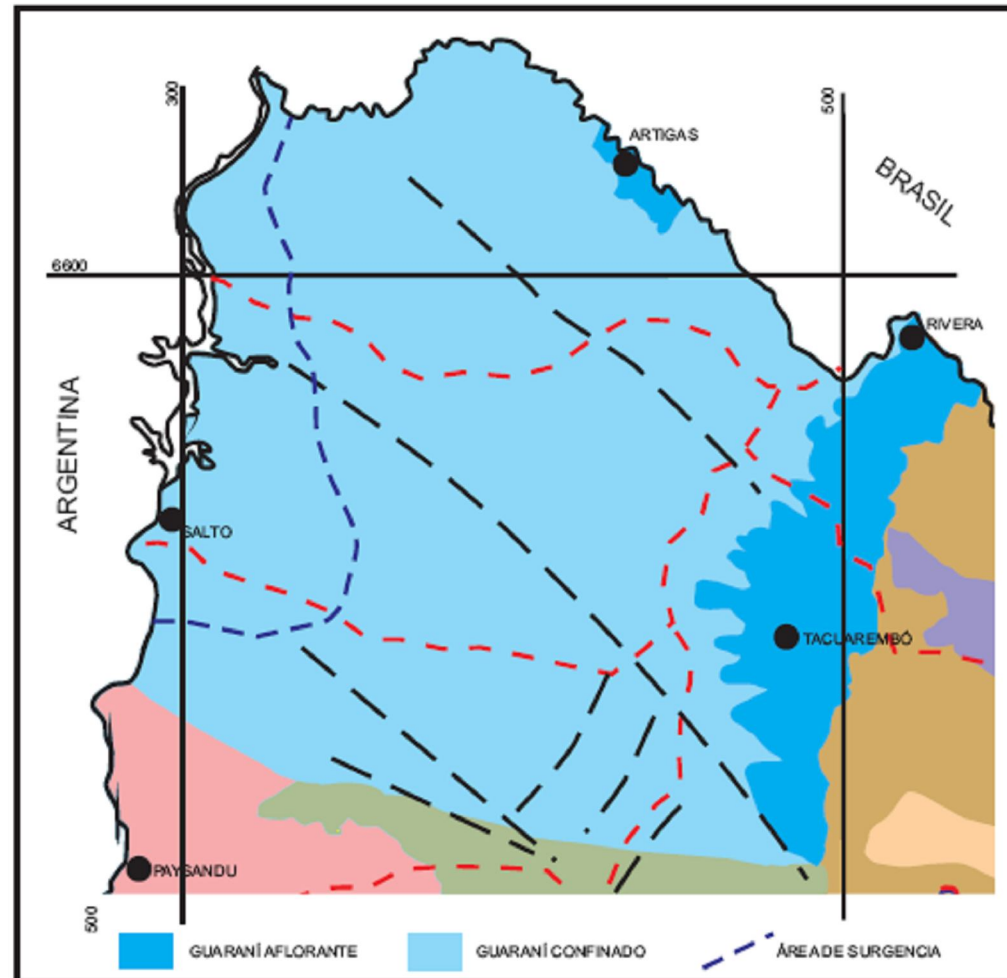 300
500
ARTIGAS
BRASIL
6600
RIVERA
ARGENTINA
SALTO
TACUAREMBÓ
PAYSANDU
500
GUARANÍ AFLORANTE
GUARANÍ CONFINADO
ÁREA DE SURGENCIA